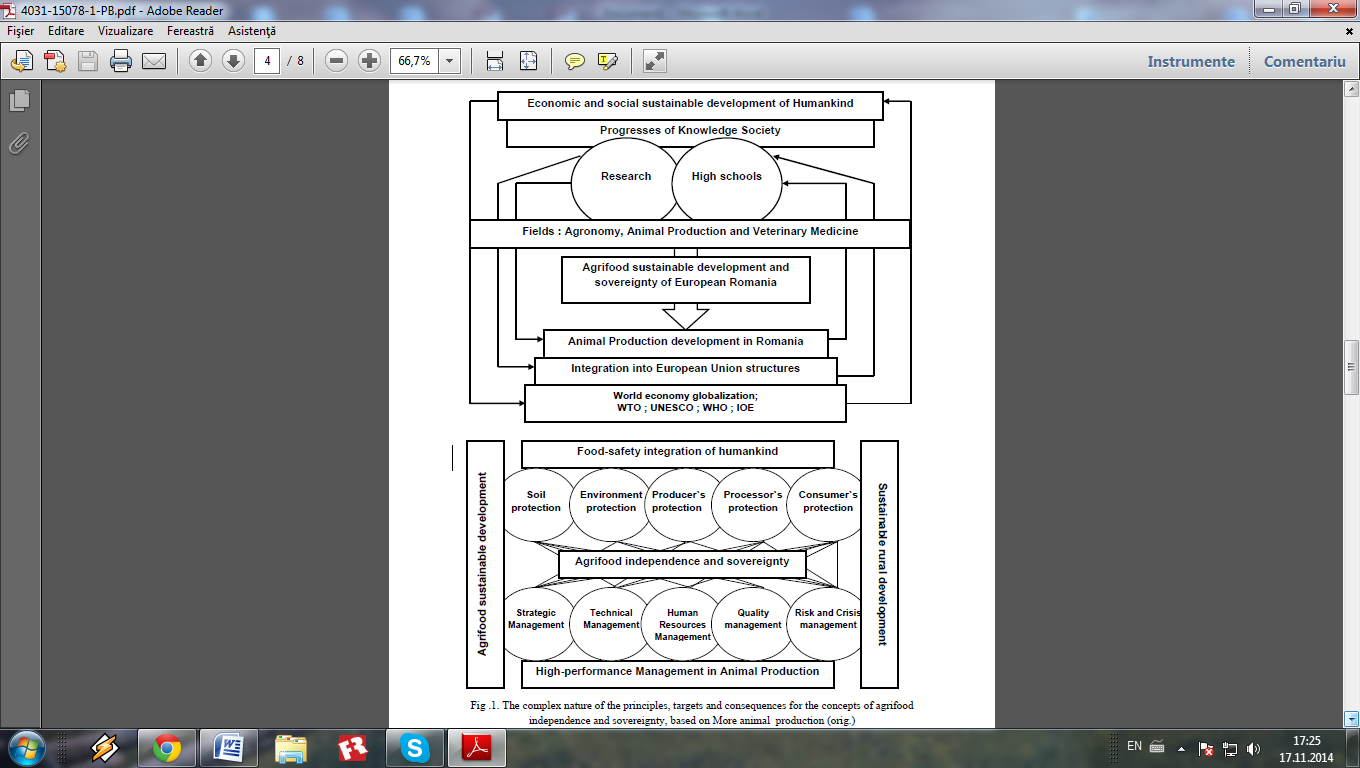 4031-15078-1-PB.pdf - Adobe Reader
Fişier Editare Vizualizare Fereastră Asistenţă
4 / 8 66,7% Instrumente Comentariu
Economic and social sustainable development of Humankind
Progresses of Knowledge Society
Research High schools
Fields : Agronomy, Animal Production and Veterinary Medicine
Agrifood sustainable development and
sovereignty of European Romania
Animal Production development in Romania
Integration into European Union structures
World economy globalization;
WTO ; UNESCO ; WHO ; IOE
Agrifood sustainable development
Food-safety integration of humankind
Soil
protection
Environment
protection
Producer`s
protection
Processor`s
protection
Consumer`s
protection
Agrifood independence and sovereignty
Strategic
Management
Technical
Management
Human
Resources
Management
Quality
management
Risk and Crisis
management
High-performance Management in Animal Production
Sustainable rural development
Fig .1. The complex nature of the principles, targets and consequences for the concepts of agrifood
independence and sovereignty, based on More animal production (orig.)
EN
17:25
17.11.2014